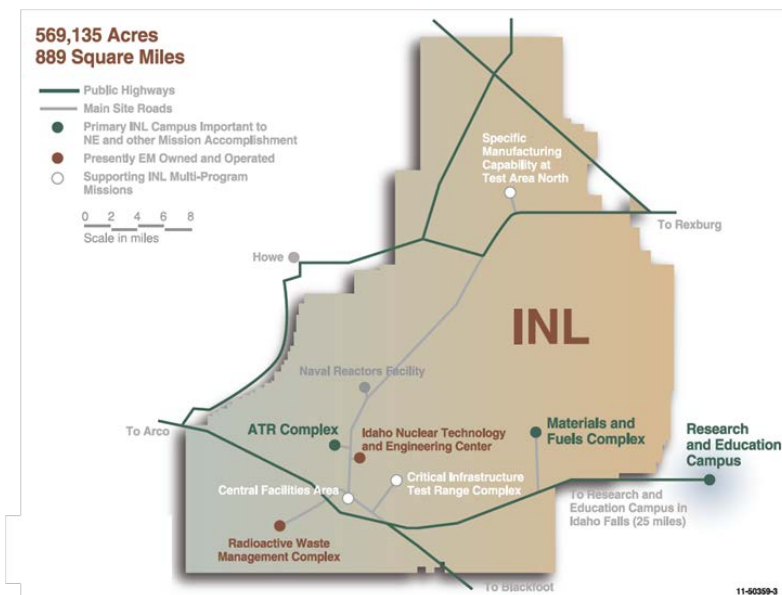 569,135 Acres
889 Square Miles
Public Highways
Main Site Roads
Primary INL Campus Important to
NE and other Mission Accomplishment
Presently EM Owned and Operated
Supporting INL Multi-Program
Missions
0 2 4 6 8
Scale in miles
Specific
Manufacturing
Capability at
Test Area North
To Rexburg
Howe
INL
Naval Reactors Facility
To Arco
ATR Complex
Idaho Nuclear Technology
and Engineering Center
Materials and
Fuels Complex
Research
and Education
Campus
Central Facilities Area
Critical Infrastructure
Test Range Complex
To Research and
Education Campus in
Idaho Falls (25 miles)
Radioactive Waste
Management Complex
To Blackfoot
11-50359-3